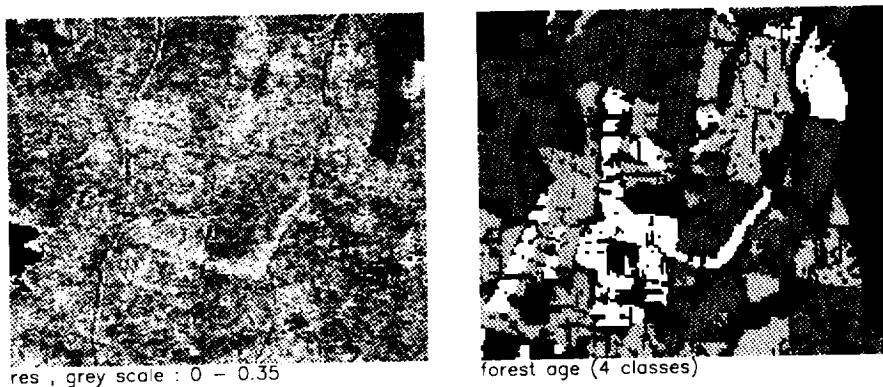 res , grey scale : 0 – 0.35
forest age (4 classes)